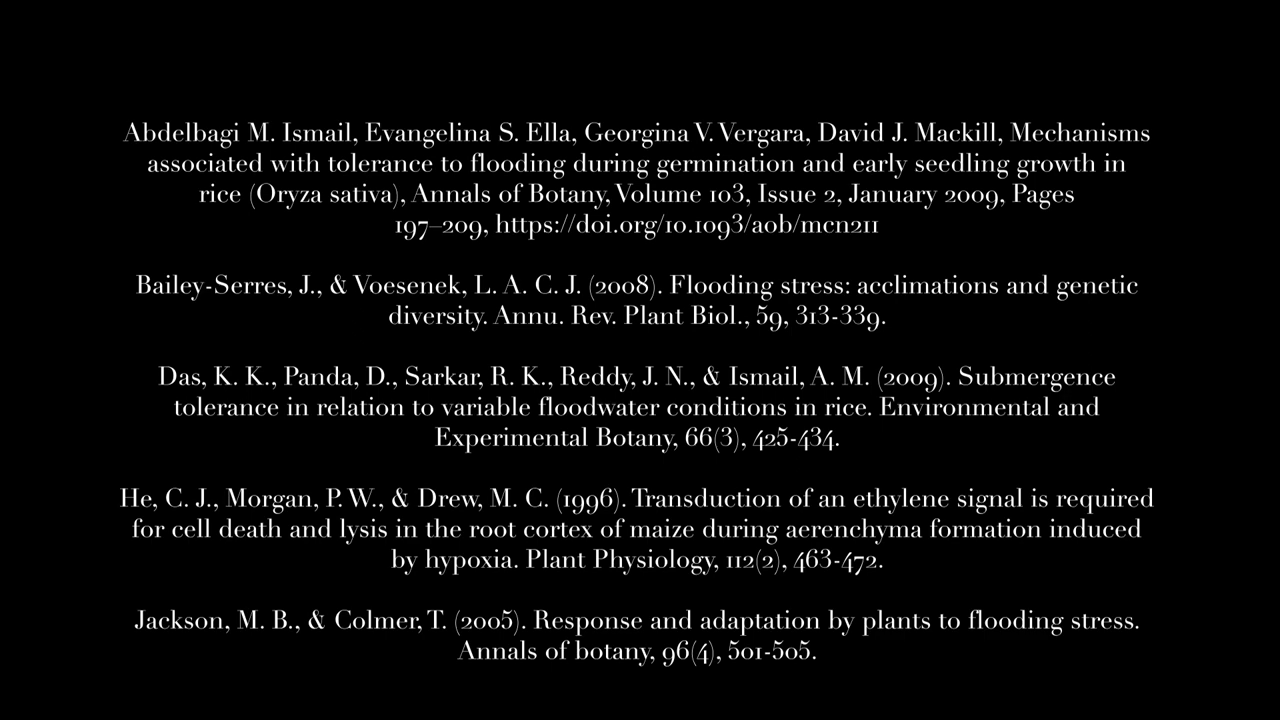 Abdelbagi M. Ismail, Evangelina S. Ella, Georgina V. Vergara, David J. Mackill, Mechanisms
associated with tolerance to flooding during germination and early seedling growth in
rice (Oryza sativa), Annals of Botany, Volume 103, Issue 2, January 2009, Pages
197–209, https://doi.org/10.1093/aob/mcn211
Bailey-Serres, J., & Voesenek, L. A. C. J. (2008). Flooding stress: acclimations and genetic
diversity. Annu. Rev. Plant Biol., 59, 313-339.
Das, K. K., Panda, D., Sarkar, R. K., Reddy, J. N., & Ismail, A. M. (2009). Submergence
tolerance in relation to variable floodwater conditions in rice. Environmental and
Experimental Botany, 66(3), 425-434.
He, C. J., Morgan, P. W., & Drew, M. C. (1996). Transduction of an ethylene signal is required
for cell death and lysis in the root cortex of maize during aerenchyma formation induced
by hypoxia. Plant Physiology, 112(2), 463-472.
Jackson, M. B., & Colmer, T. (2005). Response and adaptation by plants to flooding stress.
Annals of botany, 96(4), 501-505.